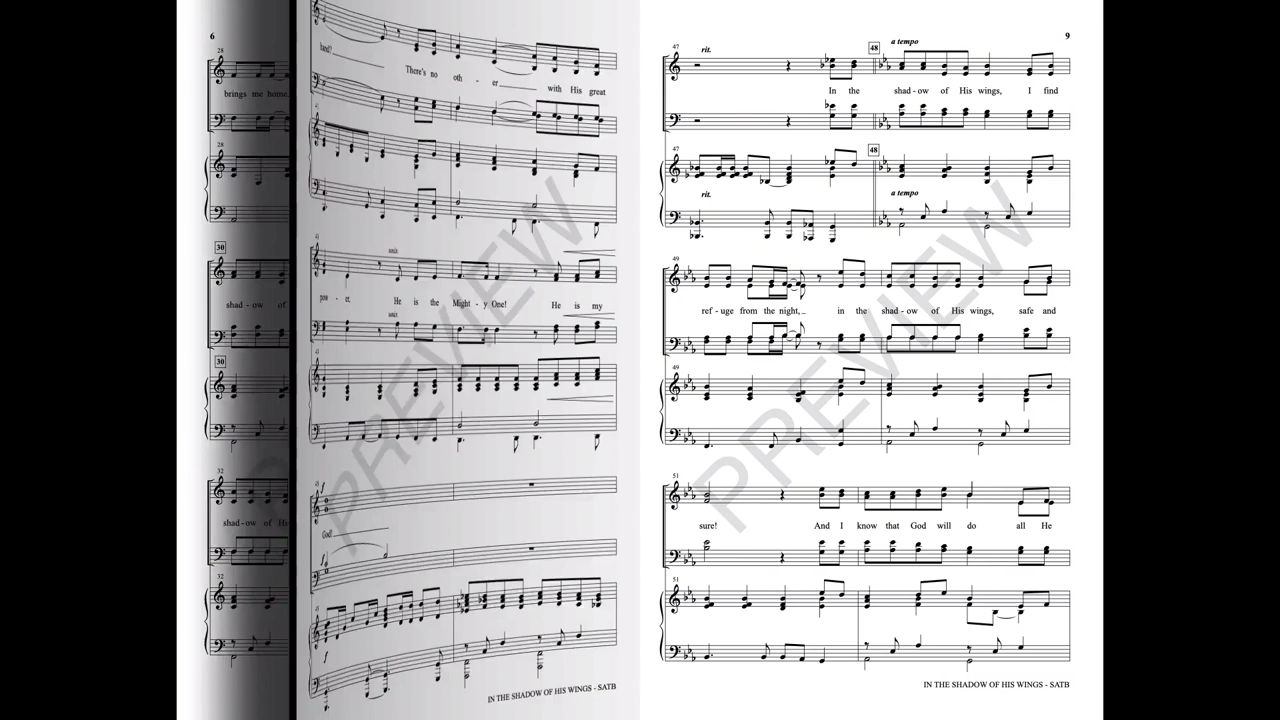 6
28
brings me home,
28
30
shad - ow of
30
32
shad - ow of His
32
hand?
There's no oth - er with His great
41
unis.
pow - er. He is the Might - y One! He is my
unis.
f
God!
f
f
IN THE SHADOW OF HIS WINGS - SATB
PREVIEW
9
47 rit. 48 a tempo
In the shad - ow of His wings, I find
47 48
rit. a tempo
49
ref - uge from the night, in the shad - ow of His wings, safe and
49
51
sure! And I know that God will do all He
51
IN THE SHADOW OF HIS WINGS - SATB
PREVIEW